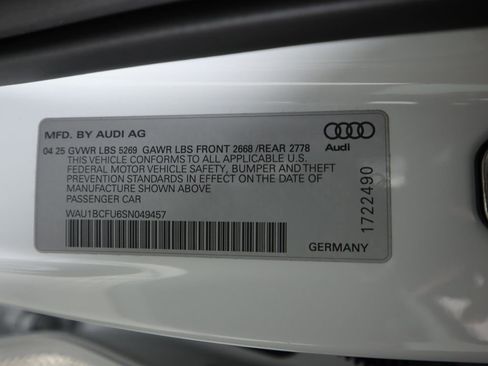 MFD. BY AUDI AG
04 25 GVWR LBS 5269 GAWR LBS FRONT 2668 /REAR 2778
THIS VEHICLE CONFORMS TO ALL APPLICABLE U.S.
FEDERAL MOTOR VEHICLE SAFETY, BUMPER AND THEFT
PREVENTION STANDARDS IN EFFECT ON THE DATE OF
MANUFACTURE SHOWN ABOVE.
PASSENGER CAR
WAU1BCFU6SN049457
Audi
1722490
GERMANY